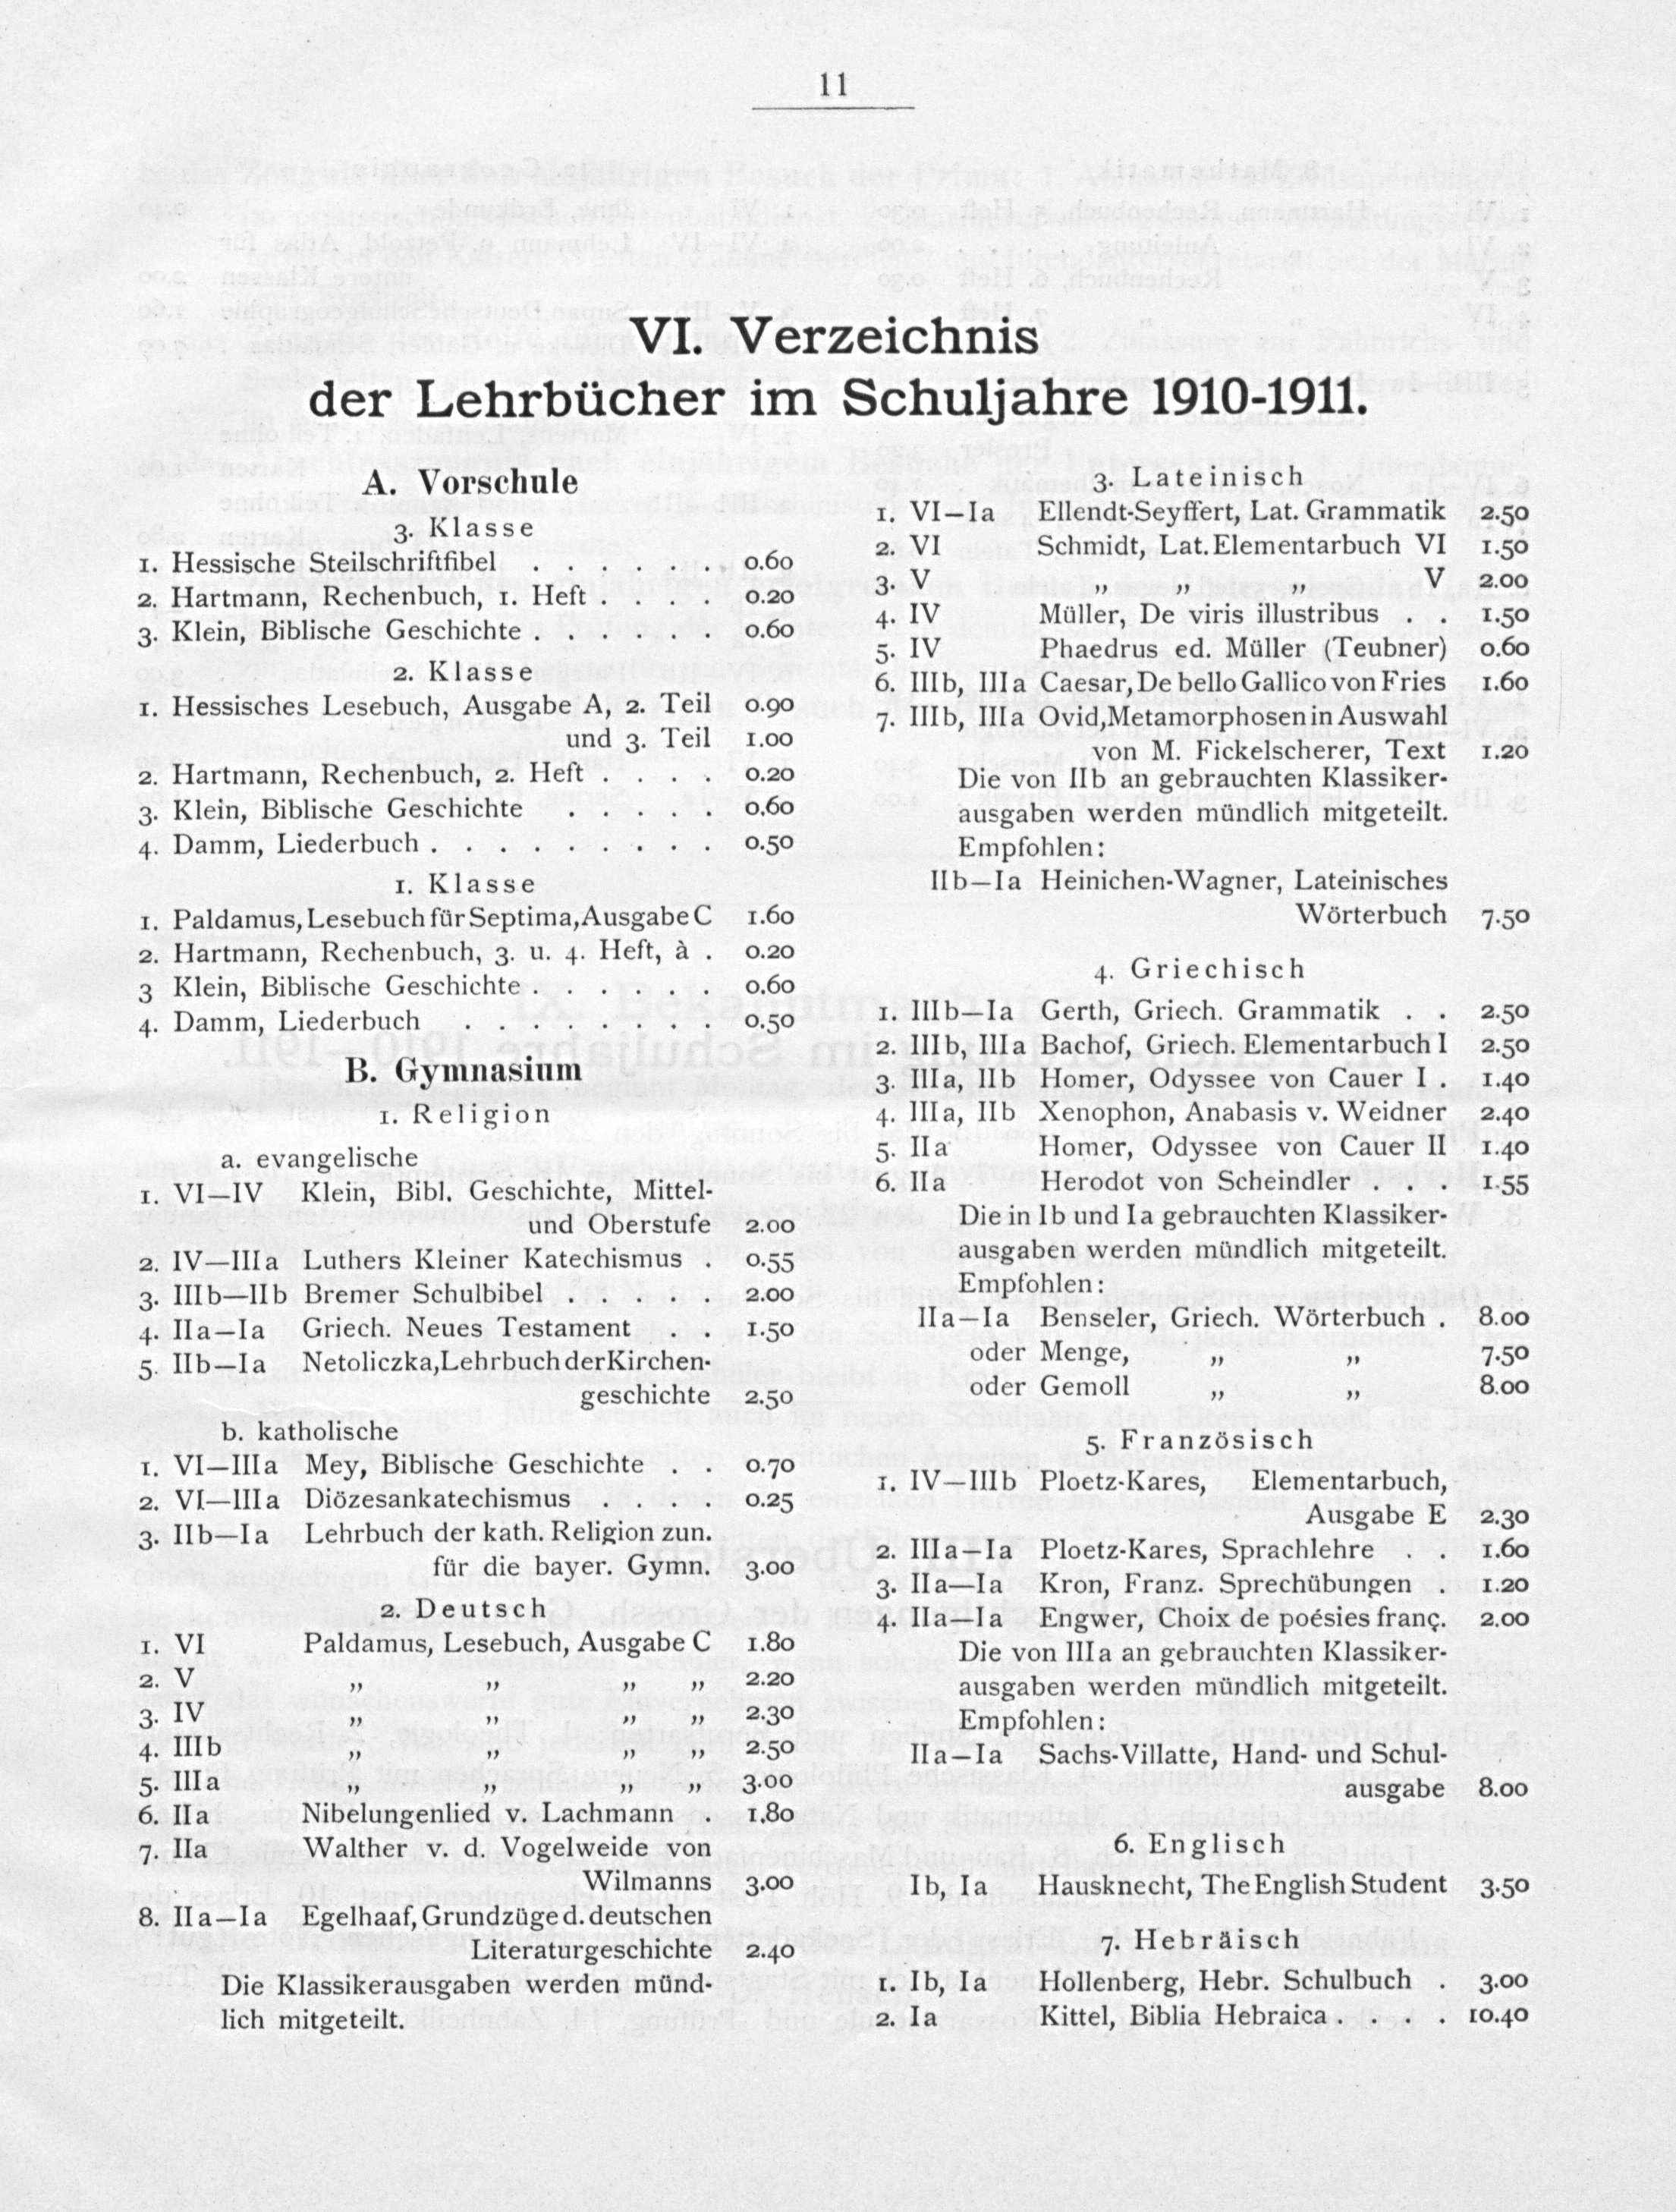 11
VI. Verzeichnis
der Lehrbücher im Schuljahre 1910-1911.
A. Vorschule
3. Klasse
1. Hessische Steilschriftfibel . . . . . . 0.60
2. Hartmann, Rechenbuch, 1. Heft . . . . 0.20
3. Klein, Biblische Geschichte . . . . . . 0.60
2. Klasse
1. Hessisches Lesebuch, Ausgabe A, 2. Teil 0.90
und 3. Teil 1.00
2. Hartmann, Rechenbuch, 2. Heft . . . . 0.20
3. Klein, Biblische Geschichte . . . . . 0.60
4. Damm, Liederbuch . . . . . . . . . 0.50
1. Klasse
1. Paldamus, Lesebuch für Septima, Ausgabe C 1.60
2. Hartmann, Rechenbuch, 3. u. 4. Heft, à . 0.20
3 Klein, Biblische Geschichte . . . . . . 0.60
4. Damm, Liederbuch . . . . . . . . 0.50
B. Gymnasium
1. Religion
a. evangelische
1. VI—IV Klein, Bibl. Geschichte, Mittel-
und Oberstufe 2.00
2. IV—IIIa Luthers Kleiner Katechismus . 0.55
3. IIIb—IIb Bremer Schulbibel . . . . . 2.00
4. IIa—Ia Griech. Neues Testament . . 1.50
5. IIb—Ia Netoliczka, Lehrbuch der Kirchen-
geschichte 2.50
b. katholische
1. VI—IIIa Mey, Biblische Geschichte . . 0.70
2. VI—IIIa Diözesankatechismus . . . . 0.25
3. IIb—Ia Lehrbuch der kath. Religion zun.
für die bayer. Gymn. 3.00
2. Deutsch
1. VI Paldamus, Lesebuch, Ausgabe C 1.80
2. V „ „ „ „ 2.20
3. IV „ „ „ „ 2.30
4. IIIb „ „ „ „ 2.50
5. IIIa „ „ „ „ 3.00
6. IIa Nibelungenlied v. Lachmann . 1.80
7. IIa Walther v. d. Vogelweide von
Wilmanns 3.00
8. IIa—Ia Egelhaaf, Grundzüge d. deutschen
Literaturgeschichte 2.40
Die Klassikerausgaben werden münd-
lich mitgeteilt.
3. Lateinisch
1. VI—Ia Ellendt-Seyffert, Lat. Grammatik 2.50
2. VI Schmidt, Lat. Elementarbuch VI 1.50
3. V „ „ „ V 2.00
4. IV Müller, De viris illustribus . . 1.50
5. IV Phaedrus ed. Müller (Teubner) 0.60
6. IIIb, IIIa Caesar, De bello Gallico von Fries 1.60
7. IIIb, IIIa Ovid, Metamorphosen in Auswahl
von M. Fickelscherer, Text 1.20
Die von IIb an gebrauchten Klassiker-
ausgaben werden mündlich mitgeteilt.
Empfohlen:
IIb—Ia Heinichen-Wagner, Lateinisches
Wörterbuch 7.50
4. Griechisch
1. IIIb—Ia Gerth, Griech. Grammatik . . 2.50
2. IIIb, IIIa Bachof, Griech. Elementarbuch I 2.50
3. IIIa, IIb Homer, Odyssee von Cauer I . 1.40
4. IIIa, IIb Xenophon, Anabasis v. Weidner 2.40
5. IIa Homer, Odyssee von Cauer II 1.40
6. IIa Herodot von Scheindler . . . 1.55
Die in Ib und Ia gebrauchten Klassiker-
ausgaben werden mündlich mitgeteilt.
Empfohlen:
IIa—Ia Benseler, Griech. Wörterbuch . 8.00
oder Menge, „ „ 7.50
oder Gemoll „ „ 8.00
5. Französisch
1. IV—IIIb Ploetz-Kares, Elementarbuch,
Ausgabe E 2.30
2. IIIa—Ia Ploetz-Kares, Sprachlehre . . 1.60
3. IIa—Ia Kron, Franz. Sprechübungen . 1.20
4. IIa—Ia Engwer, Choix de poésies franç. 2.00
Die von IIIa an gebrauchten Klassiker-
ausgaben werden mündlich mitgeteilt.
Empfohlen:
IIa—Ia Sachs-Villatte, Hand- und Schul-
ausgabe 8.00
6. Englisch
Ib, Ia Hausknecht, The English Student 3.50
7. Hebräisch
1. Ib, Ia Hollenberg, Hebr. Schulbuch . 3.00
2. Ia Kittel, Biblia Hebraica . . . . 10.40